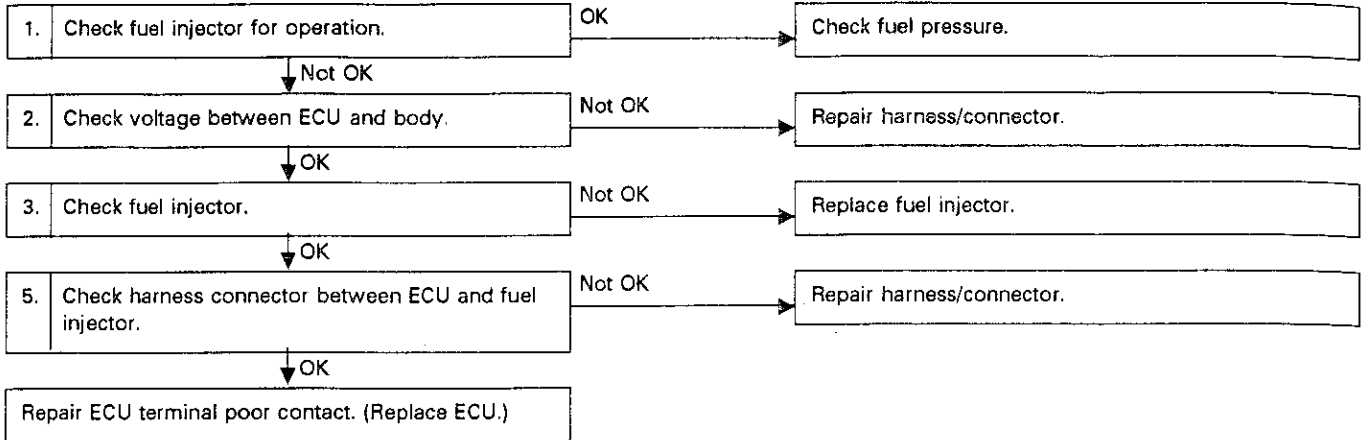 1. Check fuel injector for operation.
OK
Check fuel pressure.
Not OK
2. Check voltage between ECU and body.
Not OK
Repair harness/connector.
OK
3. Check fuel injector.
Not OK
Replace fuel injector.
OK
5. Check harness connector between ECU and fuel
injector.
Not OK
Repair harness/connector.
OK
Repair ECU terminal poor contact. (Replace ECU.)